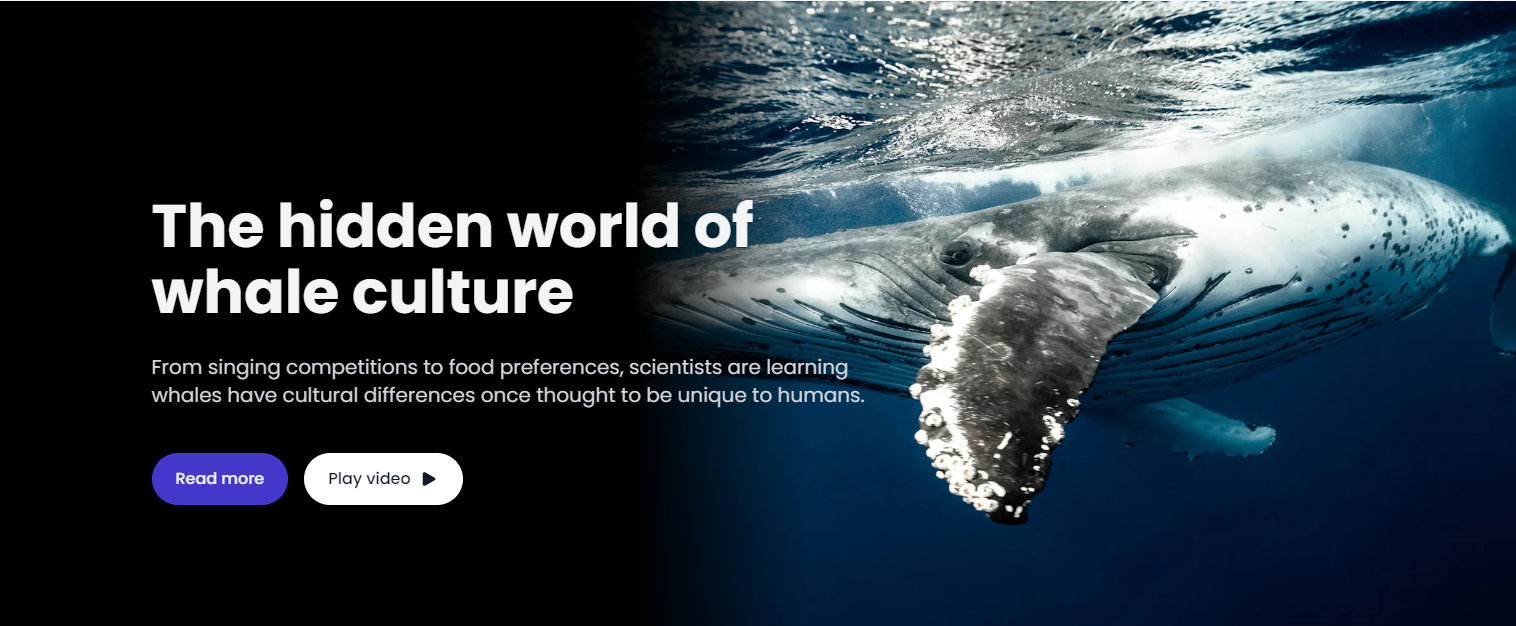 The hidden world of
whale culture
From singing competitions to food preferences, scientists are learning
whales have cultural differences once thought to be unique to humans.
Read more
Play video